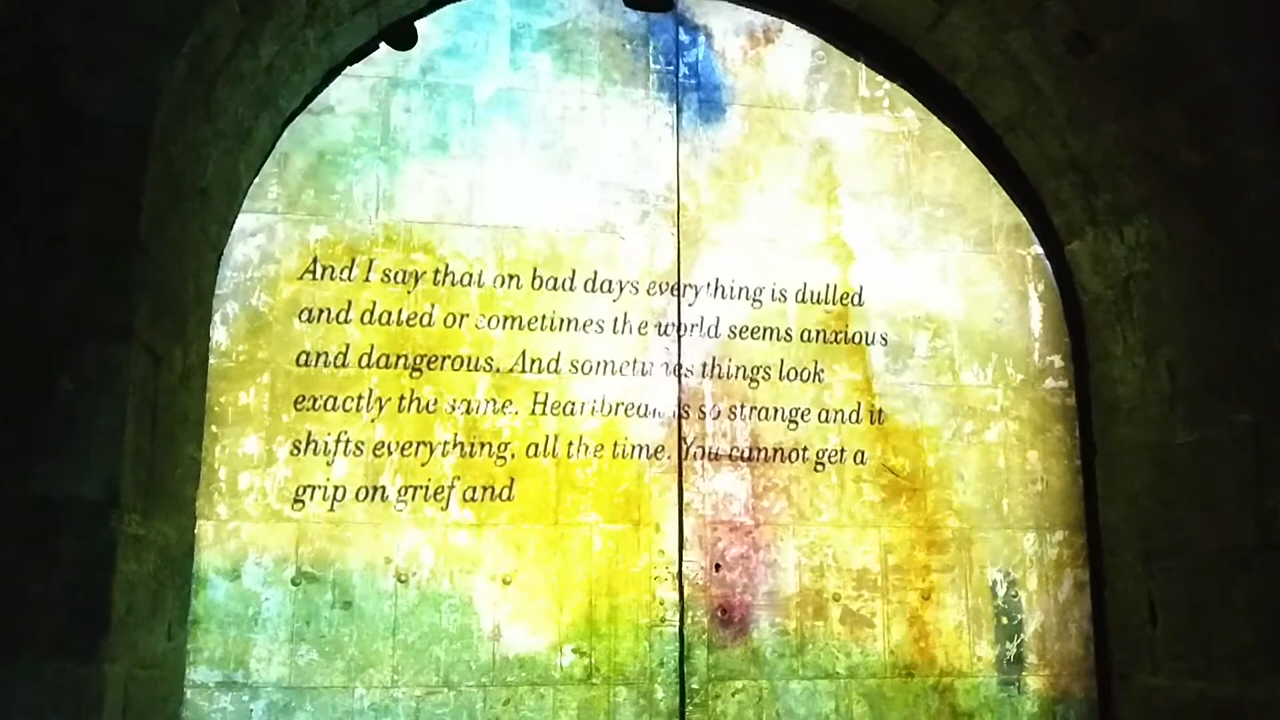 And I say that on bad days everything is dulled
and dated or sometimes the world seems anxious
and dangerous. And sometimes things look
exactly the same. Heartbreak is so strange and it
shifts everything, all the time. You cannot get a
grip on grief and